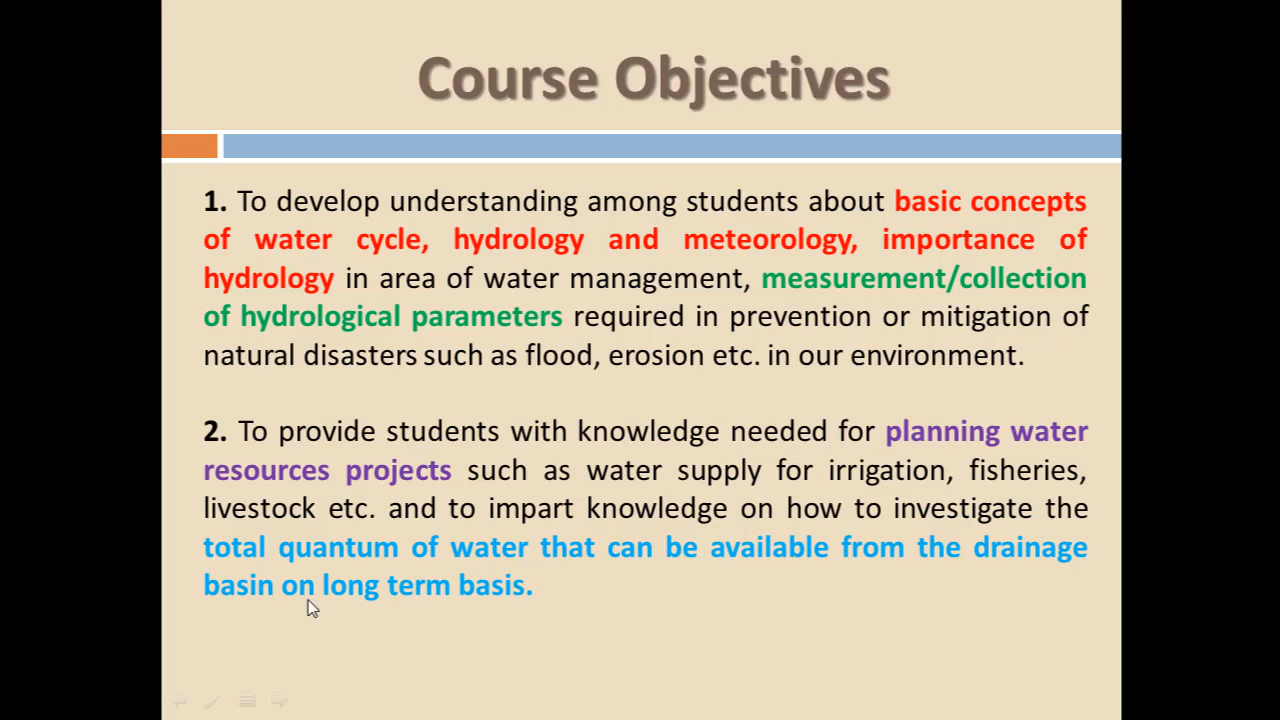 Course Objectives
1. To develop understanding among students about basic concepts
of water cycle, hydrology and meteorology, importance of
hydrology in area of water management, measurement/collection
of hydrological parameters required in prevention or mitigation of
natural disasters such as flood, erosion etc. in our environment.
2. To provide students with knowledge needed for planning water
resources projects such as water supply for irrigation, fisheries,
livestock etc. and to impart knowledge on how to investigate the
total quantum of water that can be available from the drainage
basin on long term basis.